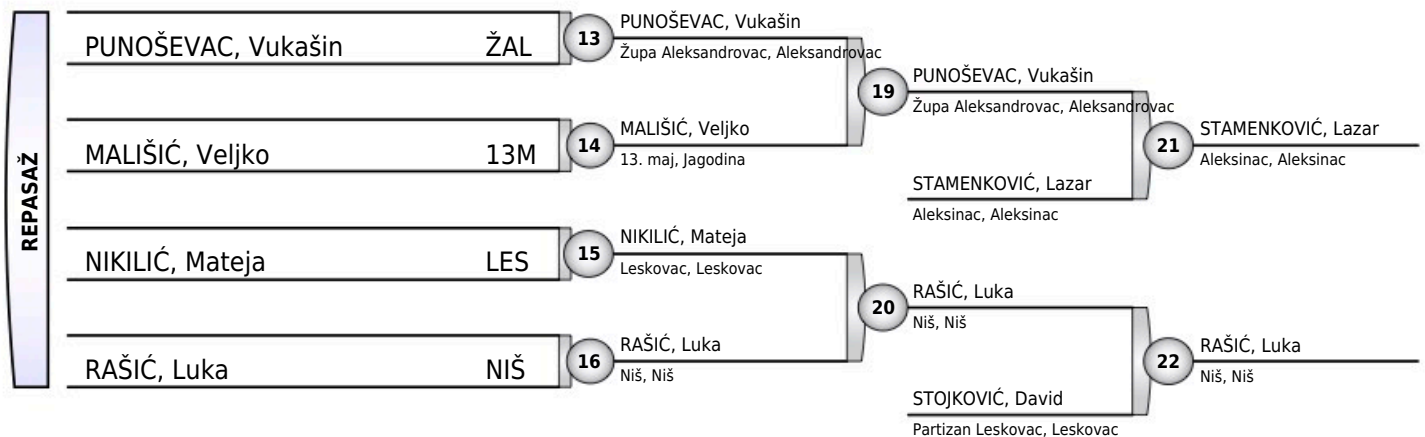 REPASAŽ
PUNOŠEVAC, Vukašin ŽAL
MALIŠIĆ, Veljko 13M
NIKILIĆ, Mateja LES
RAŠIĆ, Luka NIŠ
13
PUNOŠEVAC, Vukašin
Župa Aleksandrovac, Aleksandrovac
14
MALIŠIĆ, Veljko
13. maj, Jagodina
15
NIKILIĆ, Mateja
Leskovac, Leskovac
16
RAŠIĆ, Luka
Niš, Niš
19
PUNOŠEVAC, Vukašin
Župa Aleksandrovac, Aleksandrovac
STAMENKOVIĆ, Lazar
Aleksinac, Aleksinac
20
RAŠIĆ, Luka
Niš, Niš
STOJKOVIĆ, David
Partizan Leskovac, Leskovac
21
STAMENKOVIĆ, Lazar
Aleksinac, Aleksinac
22
RAŠIĆ, Luka
Niš, Niš